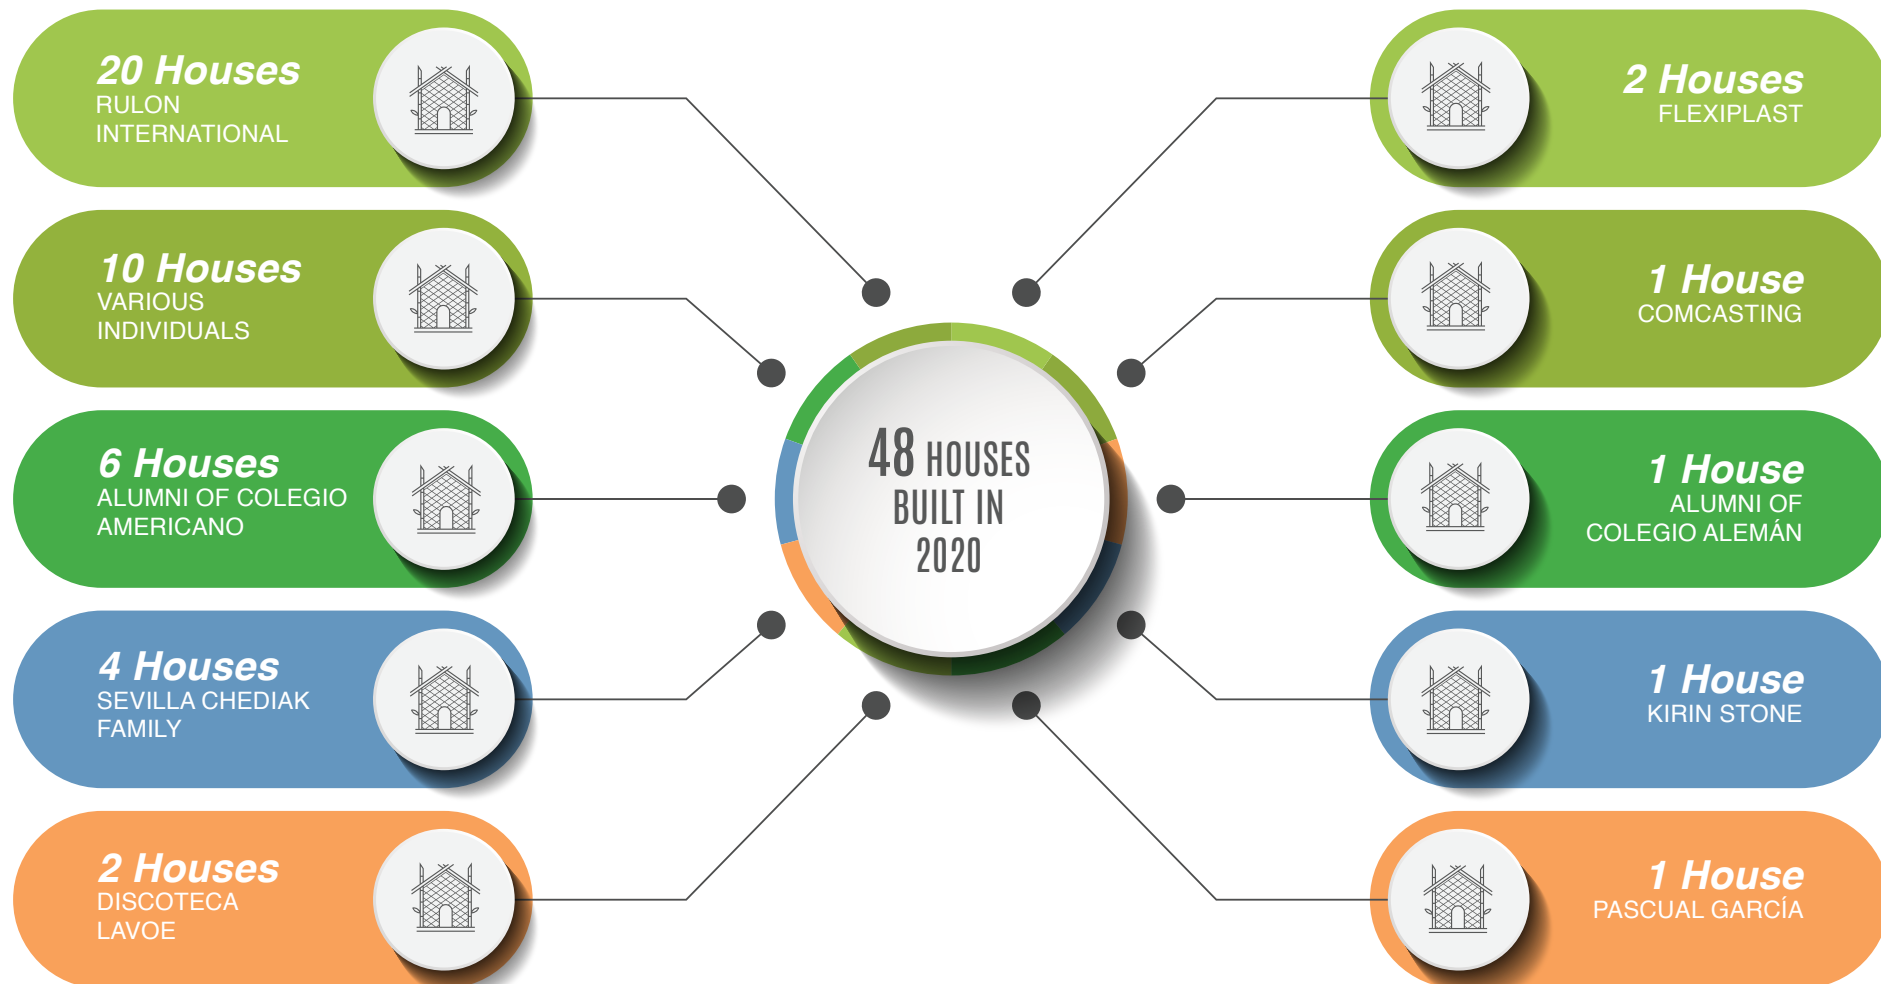 20 Houses
RULON
INTERNATIONAL
10 Houses
VARIOUS
INDIVIDUALS
6 Houses
ALUMNI OF COLEGIO
AMERICANO
4 Houses
SEVILLA CHEDIAK
FAMILY
2 Houses
DISCOTECA
LAVOE
48 HOUSES
BUILT IN
2020
2 Houses
FLEXIPLAST
1 House
COMCASTING
1 House
ALUMNI OF
COLEGIO ALEMÁN
1 House
KIRIN STONE
1 House
PASCUAL GARCÍA